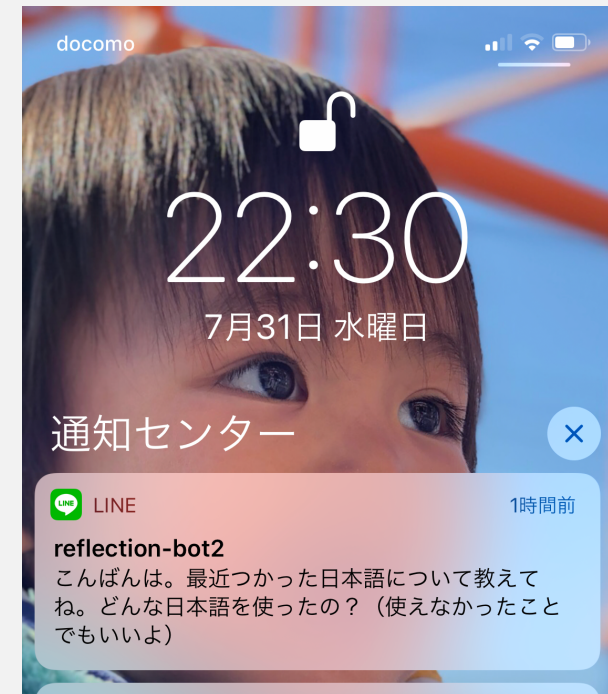 docomo
22:30
7月31日 水曜日
通知センター
LINE
LINE 1時間前
reflection-bot2
こんばんは。最近つかった日本語について教えて
ね。どんな日本語を使ったの？（使えなかったこと
でもいいよ）